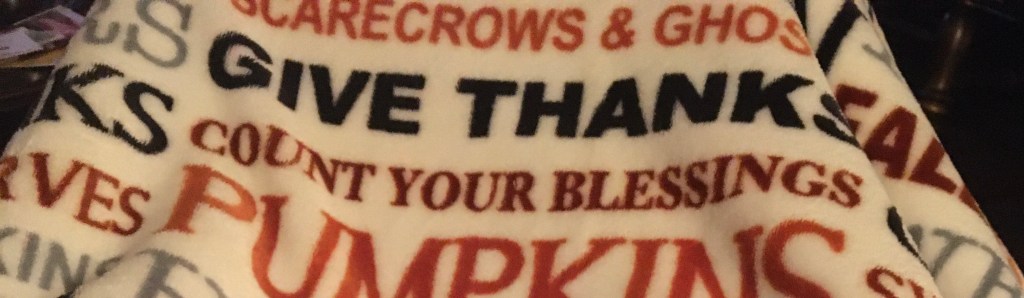 SCARECROWS & GHOS
GIVE THANKS
COUNT YOUR BLESSINGS
PUMPKINS